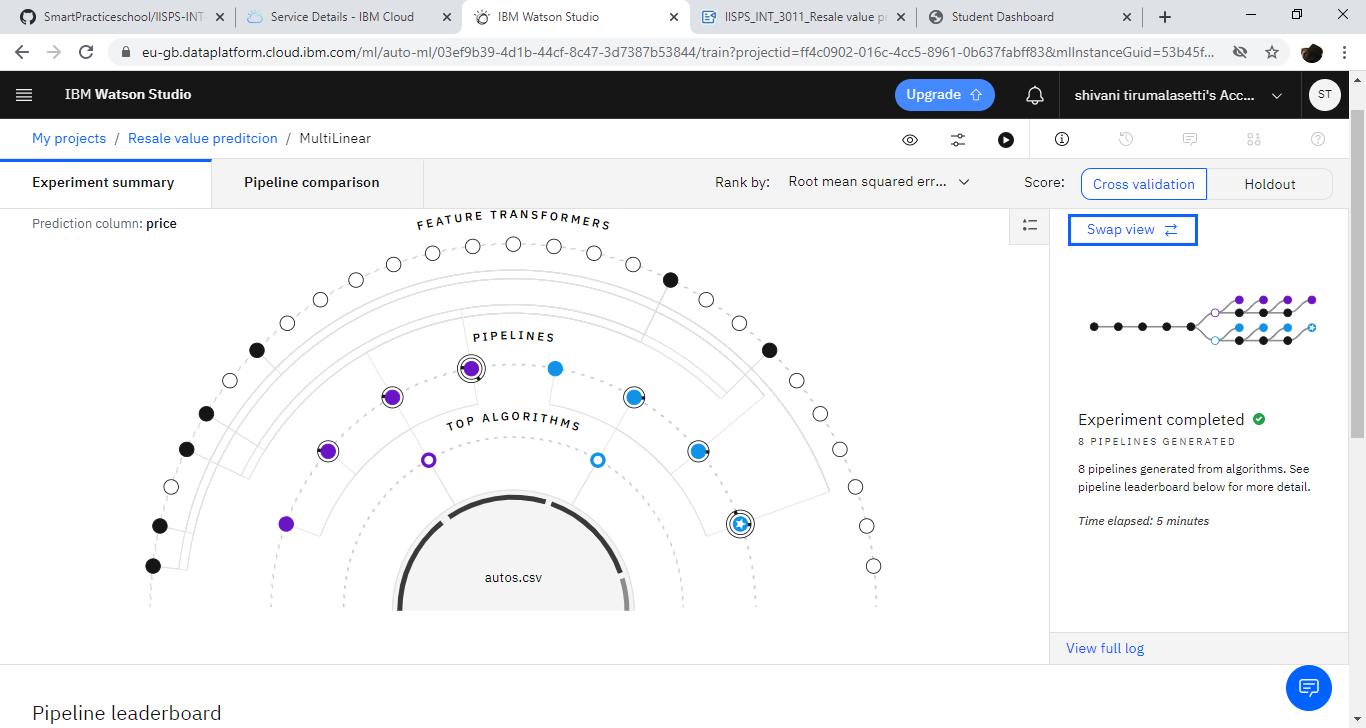 SmartPracticeschool/IISPS-INT-
Service Details - IBM Cloud
IBM Watson Studio
IISPS_INT_3011_Resale value p
Student Dashboard
eu-gb.dataplatform.cloud.ibm.com/ml/auto-ml/03ef9b39-4d1b-44cf-8c47-3d7387b53844/train?projectid=ff4c0902-016c-4cc5-8961-0b637fabff83&mlInstanceGuid=53b45f...
IBM Watson Studio
Upgrade
shivani tirumalasetti's Acc...
ST
My projects / Resale value preditcion / MultiLinear
Experiment summary
Pipeline comparison
Rank by: Root mean squared err...
Score: Cross validation Holdout
Prediction column: price
FEATURE TRANSFORMERS
PIPELINES
TOP ALGORITHMS
autos.csv
Swap view
Experiment completed
8 PIPELINES GENERATED
8 pipelines generated from algorithms. See
pipeline leaderboard below for more detail.
Time elapsed: 5 minutes
View full log
Pipeline leaderboard